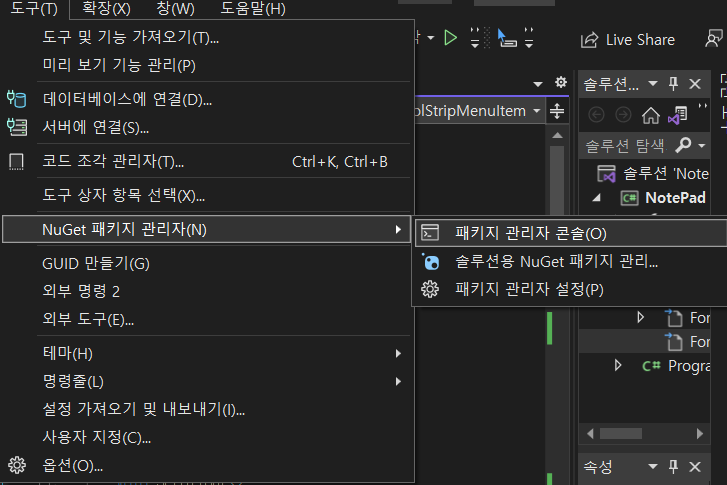 도구(T) 확장(X) 창(W) 도움말(H)
도구 및 기능 가져오기(T)...
미리 보기 기능 관리(P)
데이터베이스에 연결(D)...
서버에 연결(S)...
코드 조각 관리자(T)... Ctrl+K, Ctrl+B
도구 상자 항목 선택(X)...
NuGet 패키지 관리자(N)
GUID 만들기(G)
외부 명령 2
외부 도구(E)...
테마(H)
명령줄(L)
설정 가져오기 및 내보내기(I)...
사용자 지정(C)...
옵션(O)...
패키지 관리자 콘솔(O)
솔루션용 NuGet 패키지 관리...
패키지 관리자 설정(P)
Live Share
olStripMenuItem
솔루션...
솔루션 탐색
솔루션 'Note
C# NotePad
For
For
C# Progra
속성